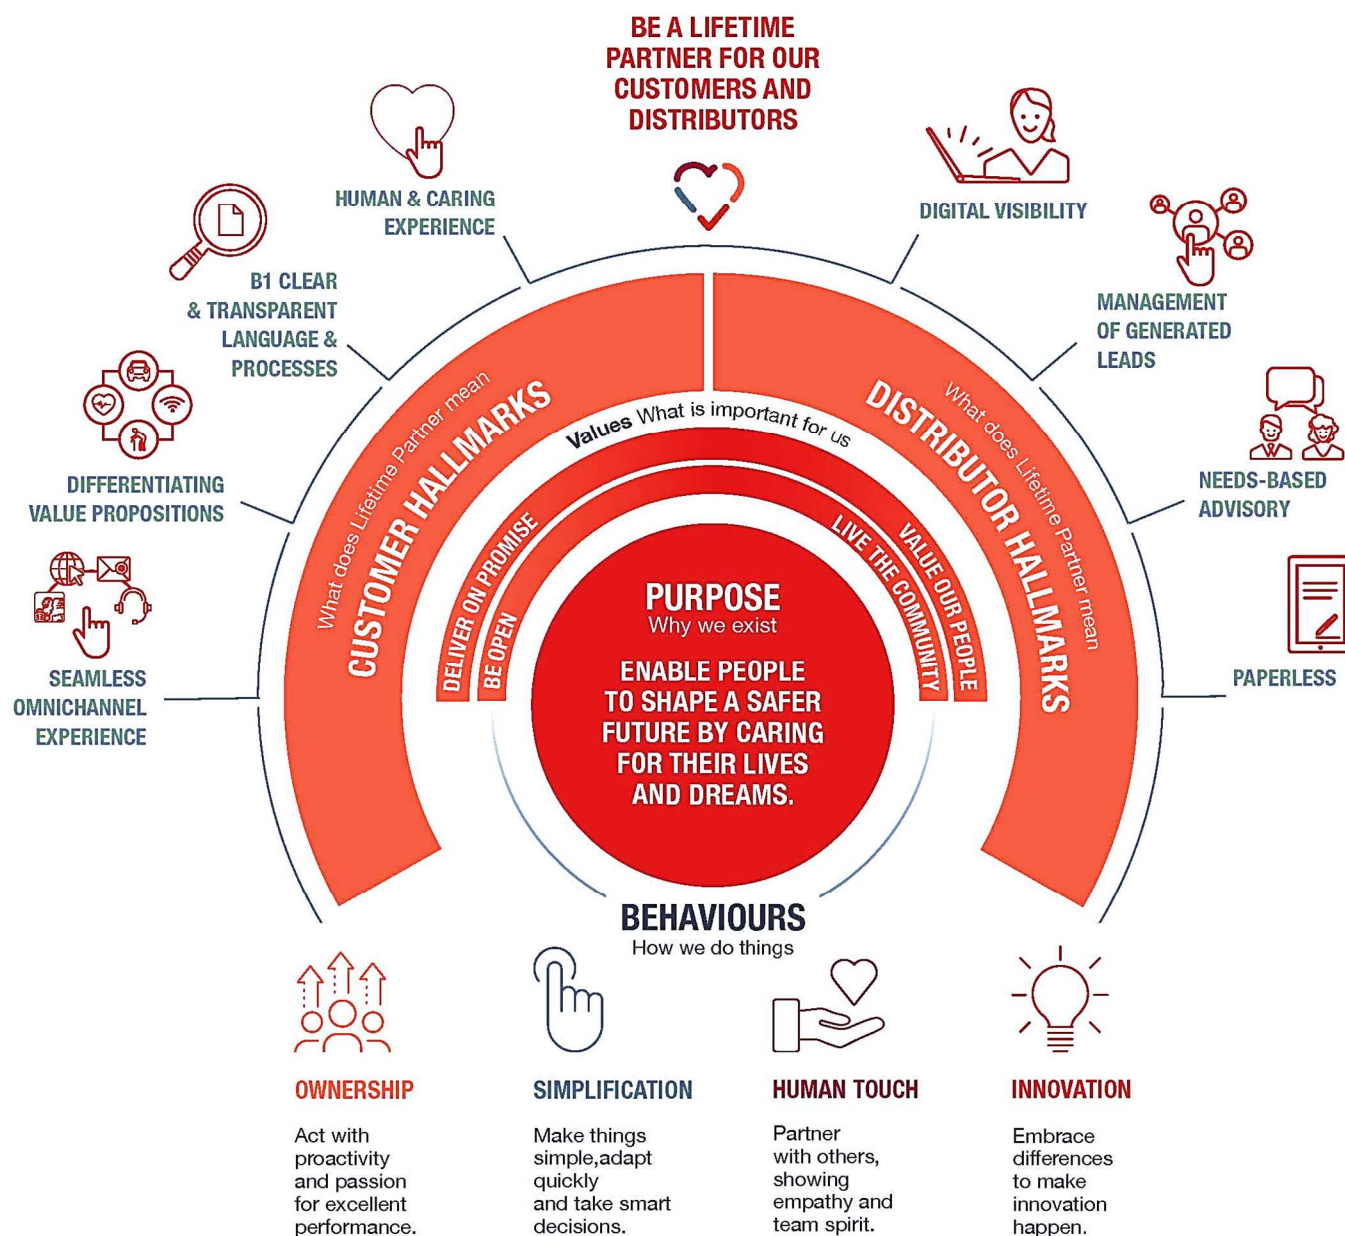 BE A LIFETIME
PARTNER FOR OUR
CUSTOMERS AND
DISTRIBUTORS
HUMAN & CARING
EXPERIENCE
B1 CLEAR
& TRANSPARENT
LANGUAGE &
PROCESSES
DIFFERENTIATING
VALUE PROPOSITIONS
SEAMLESS
OMNICHANNEL
EXPERIENCE
DIGITAL VISIBILITY
MANAGEMENT
OF GENERATED
LEADS
NEEDS-BASED
ADVISORY
PAPERLESS
What does Lifetime Partner mean
CUSTOMER HALLMARKS
What does Lifetime Partner mean
DISTRIBUTOR HALLMARKS
Values What is important for us
DELIVER ON PROMISE
VALUE OUR PEOPLE
BE OPEN
LIVE THE COMMUNITY
PURPOSE
Why we exist
ENABLE PEOPLE
TO SHAPE A SAFER
FUTURE BY CARING
FOR THEIR LIVES
AND DREAMS.
BEHAVIOURS
How we do things
OWNERSHIP
Act with
proactivity
and passion
for excellent
performance.
SIMPLIFICATION
Make things
simple,adapt
quickly
and take smart
decisions.
HUMAN TOUCH
Partner
with others,
showing
empathy and
team spirit.
INNOVATION
Embrace
differences
to make
innovation
happen.